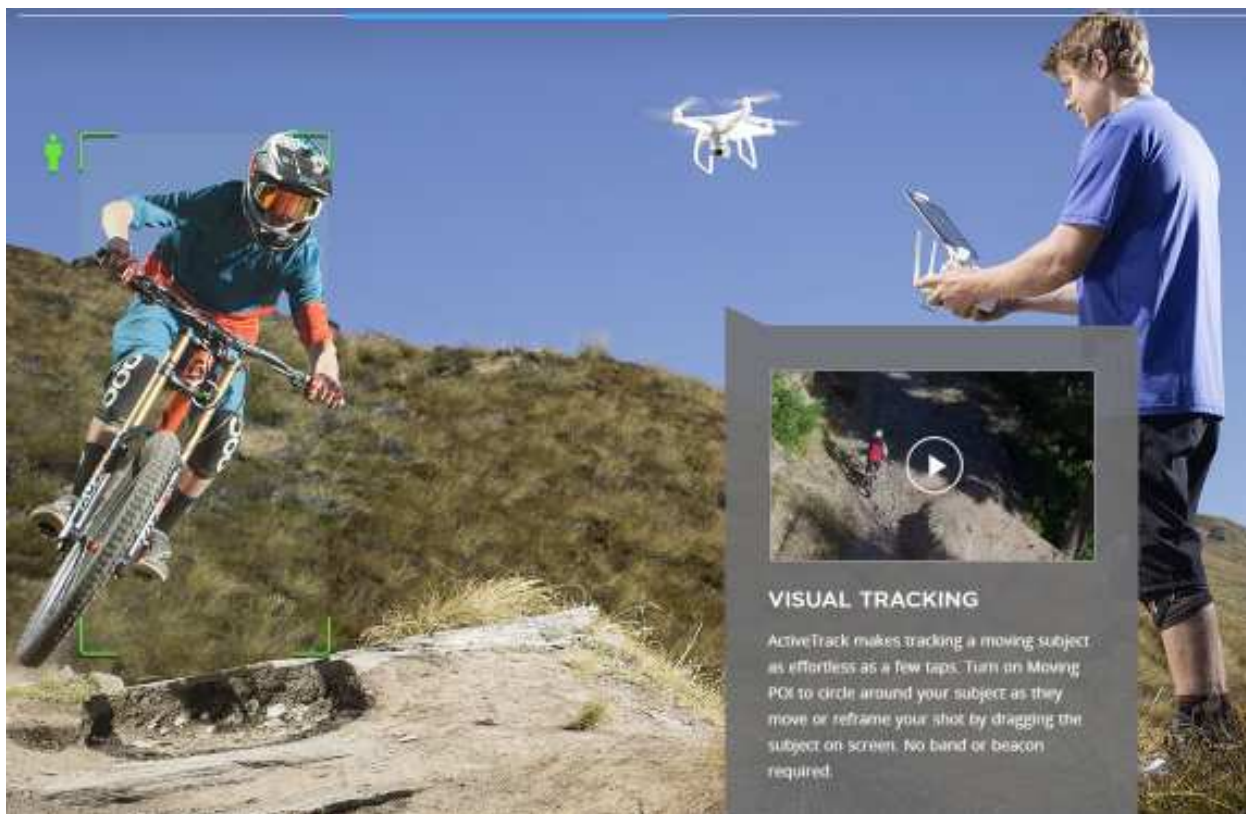 POC
POC
VISUAL TRACKING
ActiveTrack makes tracking a moving subject
as effortless as a few taps. Turn on Moving
POI to circle around your subject as they
move or reframe your shot by dragging the
subject on screen. No band or beacon
required.